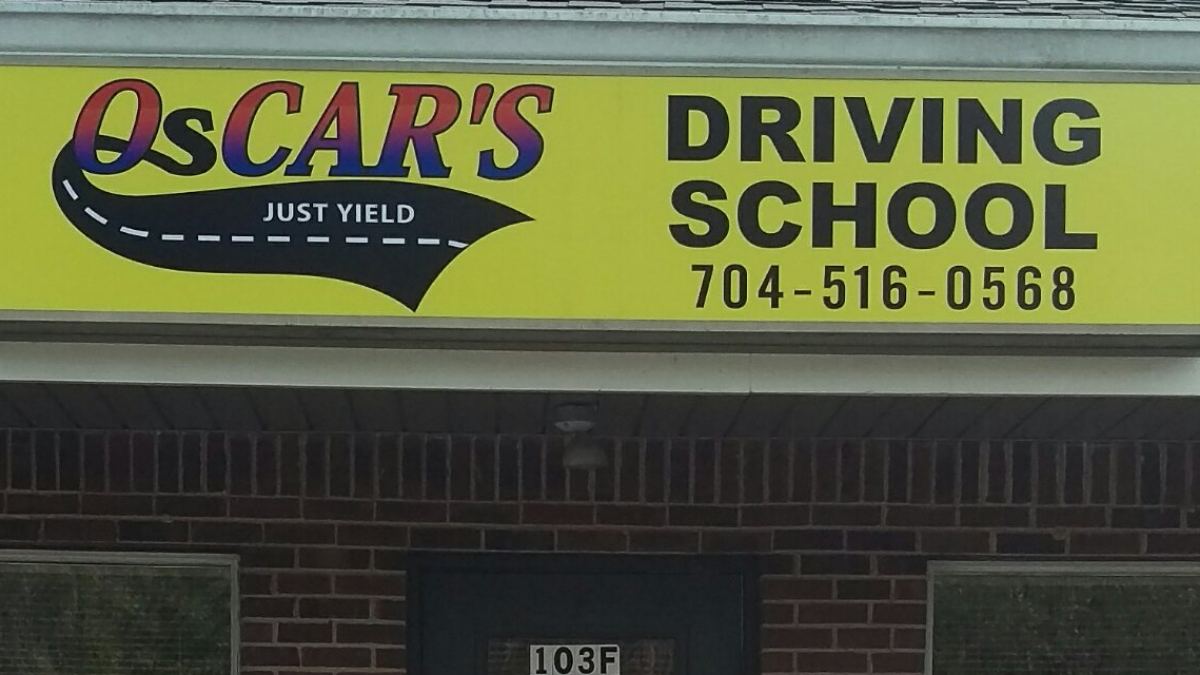 OsCAR'S
JUST YIELD
DRIVING
SCHOOL
704-516-0568
103F